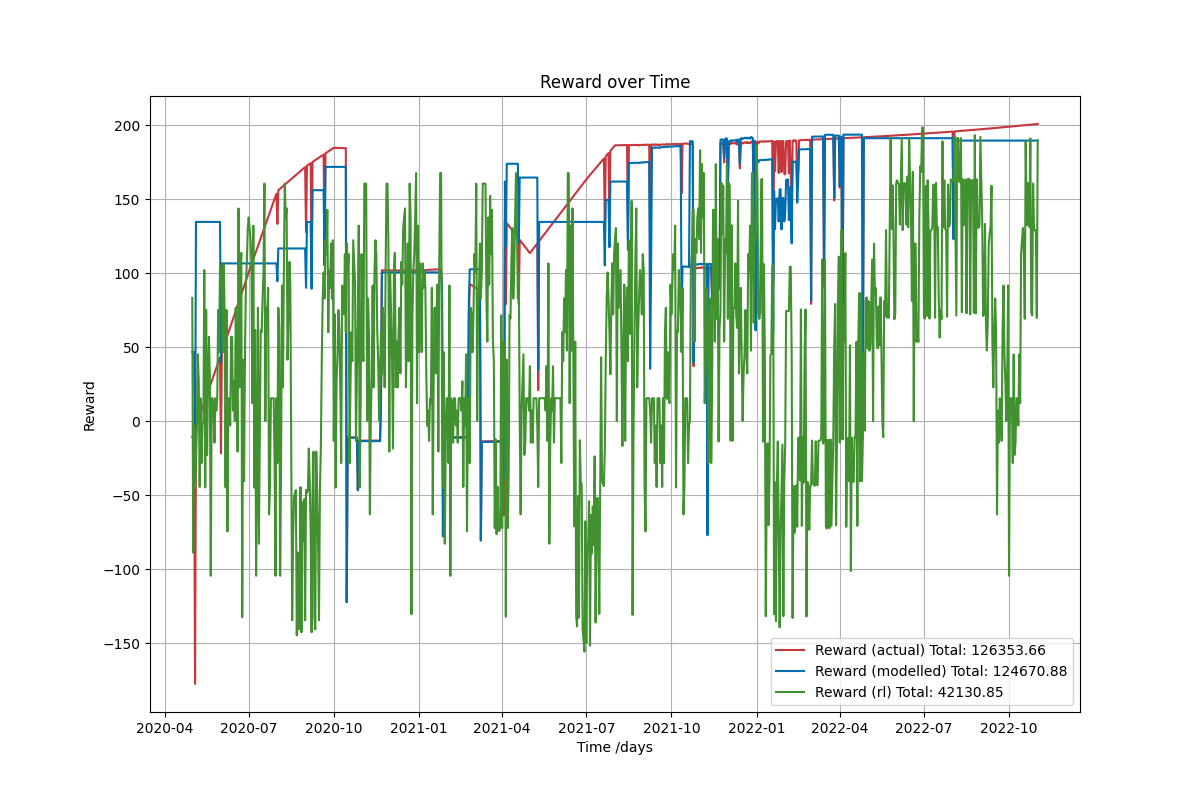 Reward over Time
Reward
200
150
100
50
0
−50
−100
−150
2020-04 2020-07 2020-10 2021-01 2021-04 2021-07 2021-10 2022-01 2022-04 2022-07 2022-10
Time /days
Reward (actual) Total: 126353.66
Reward (modelled) Total: 124670.88
Reward (rl) Total: 42130.85